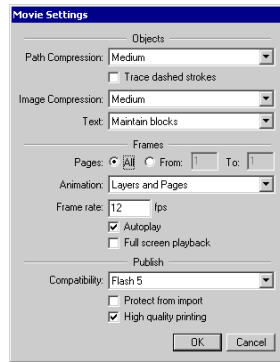 Movie Settings
Objects
Path Compression: Medium
Trace dashed strokes
Image Compression: Medium
Text: Maintain blocks
Frames
Pages: All From: 1 To: 1
Animation: Layers and Pages
Frame rate: 12 fps
Autoplay
Full screen playback
Publish
Compatibility: Flash 5
Protect from import
High quality printing
OK Cancel